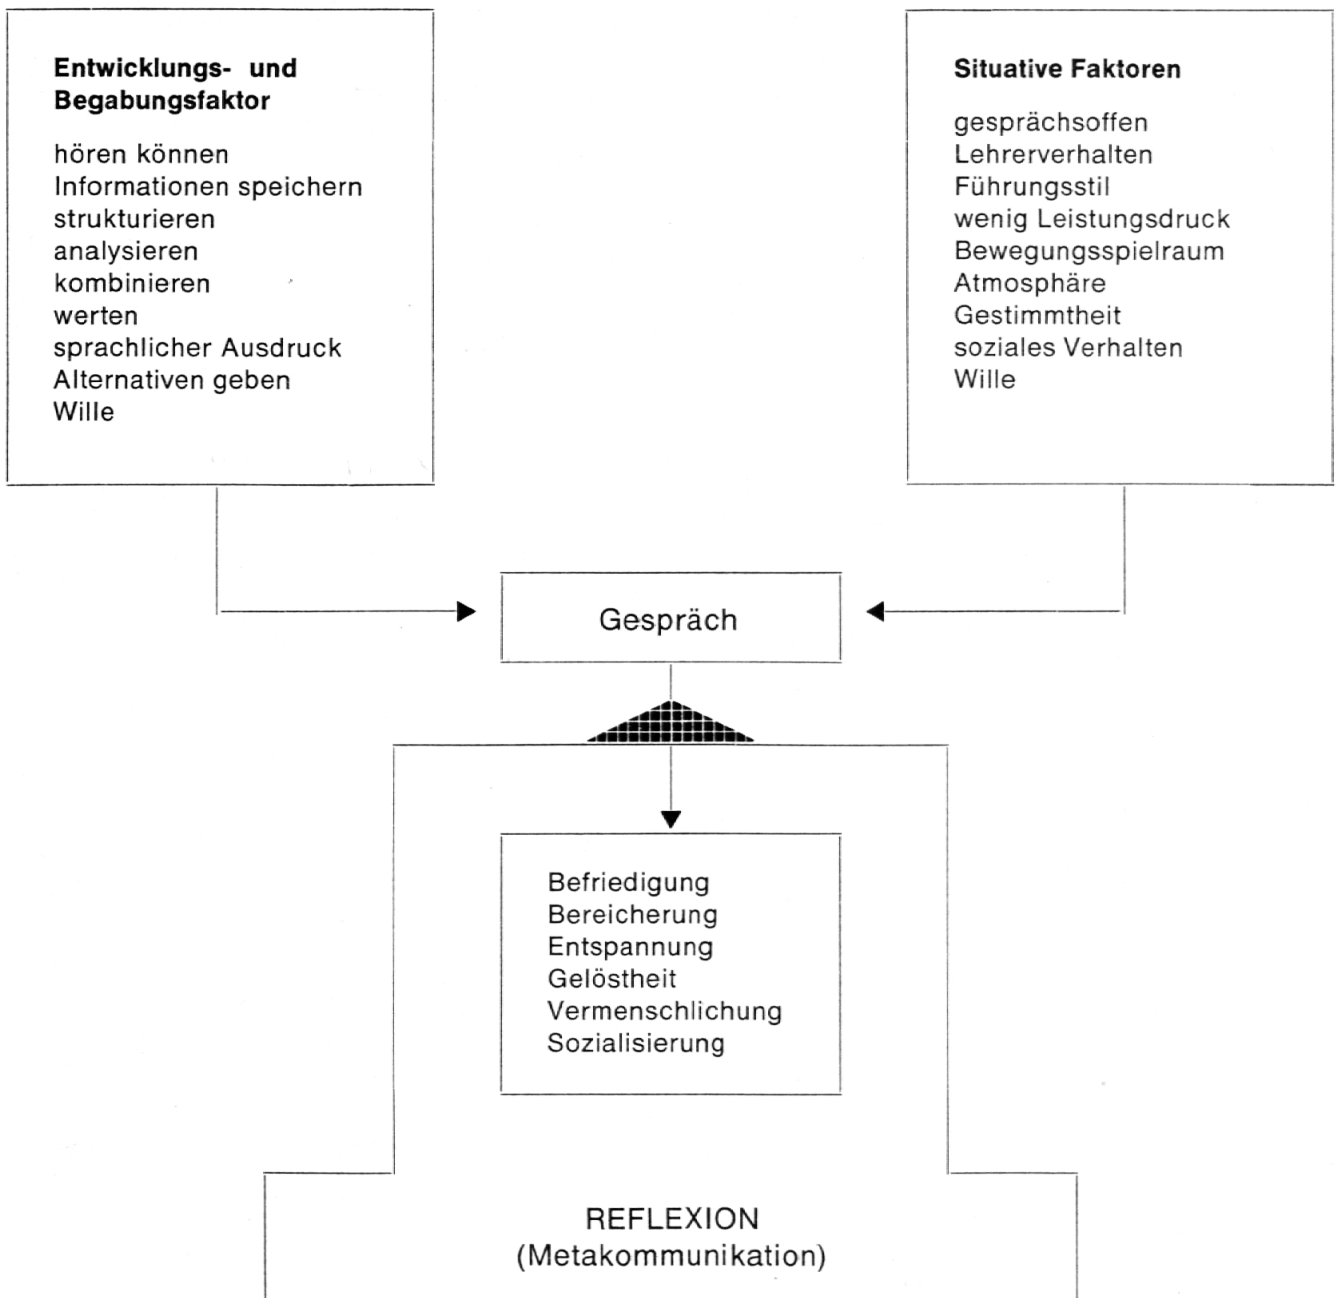 Entwicklungs- und
Begabungsfaktor
hören können
Informationen speichern
strukturieren
analysieren
kombinieren
werten
sprachlicher Ausdruck
Alternativen geben
Wille
Situative Faktoren
gesprächsoffen
Lehrerverhalten
Führungsstil
wenig Leistungsdruck
Bewegungsspielraum
Atmosphäre
Gestimmtheit
soziales Verhalten
Wille
Gespräch
Befriedigung
Bereicherung
Entspannung
Gelöstheit
Vermenschlichung
Sozialisierung
REFLEXION
(Metakommunikation)